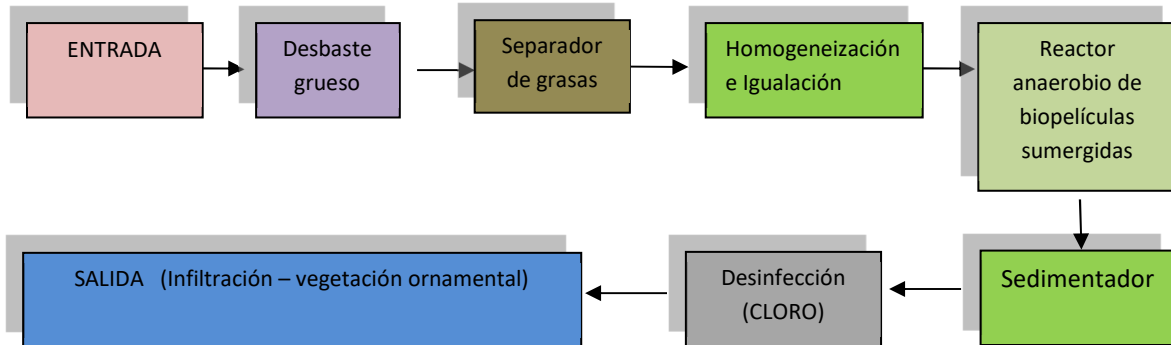 ENTRADA
Desbaste
grueso
Separador
de grasas
Homogeneización
e Igualación
Reactor
anaerobio de
biopelículas
sumergidas
Sedimentador
Desinfección
(CLORO)
SALIDA (Infiltración – vegetación ornamental)